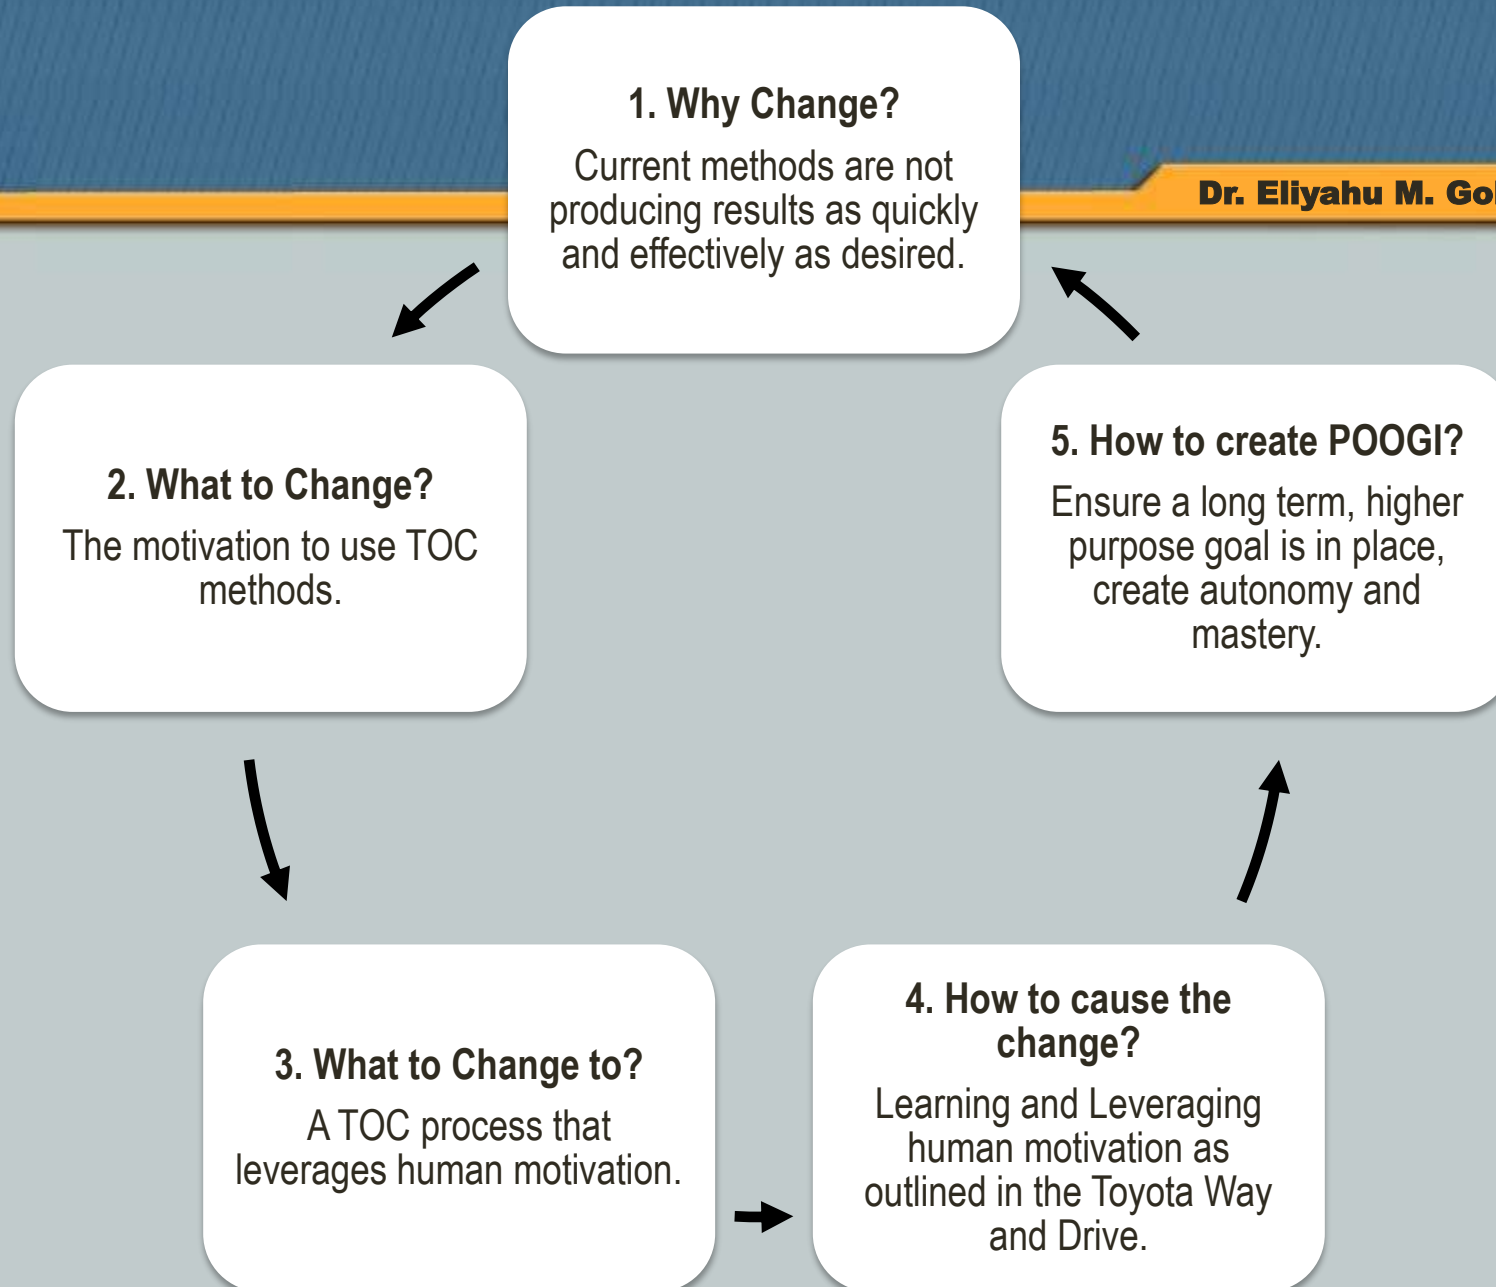 1. Why Change?
Current methods are not
producing results as quickly
and effectively as desired.
Dr. Eliyahu M.
2. What to Change?
The motivation to use TOC
methods.
5. How to create POOGI?
Ensure a long term, higher
purpose goal is in place,
create autonomy and
mastery.
3. What to Change to?
A TOC process that
leverages human motivation.
4. How to cause the
change?
Learning and Leveraging
human motivation as
outlined in the Toyota Way
and Drive.